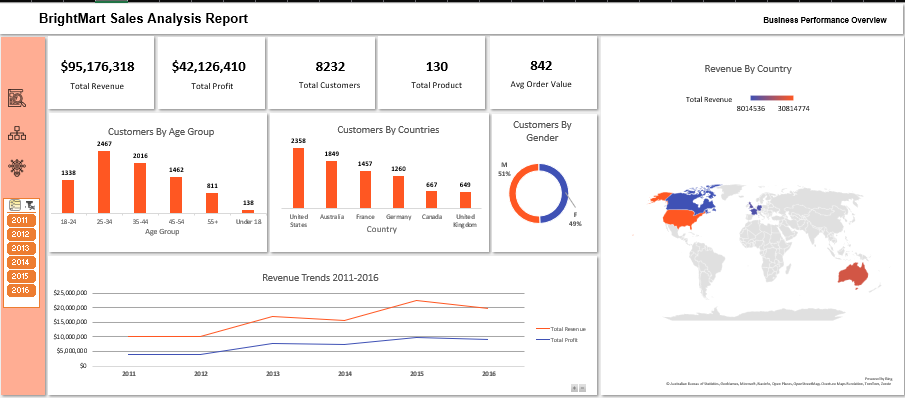 BrightMart Sales Analysis Report
Business Performance Overview
$95,176,318
Total Revenue
$42,126,410
Total Profit
8232
Total Customers
130
Total Product
842
Avg Order Value
2011
2012
2013
2014
2015
2016
Customers By Age Group
1338
2467
2016
1462
811
138
18-24
25-34
35-44
45-54
55+
Under 18
Age Group
Customers By Countries
2358
1849
1457
1260
667
649
United
States
Australia
France
Germany
Canada
United
Kingdom
Country
Customers By
Gender
M
51%
F
49%
Revenue Trends 2011-2016
$25,000,000
$20,000,000
$15,000,000
$10,000,000
$5,000,000
$0
2011
2012
2013
2014
2015
2016
Total Revenue
Total Profit
Revenue By Country
Total Revenue
8014536
30814774
Powered by Bing
© Australian Bureau of Statistics, GeoNames, Microsoft, Navinfo, Open Places, OpenStreetMap, Overture Maps Foundation, TomTom, Zenrin